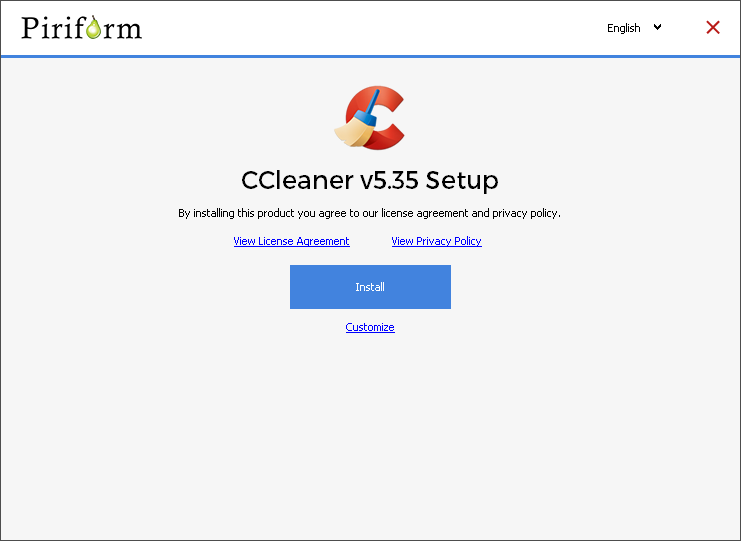 Piriform
English
CCleaner v5.35 Setup
By installing this product you agree to our license agreement and privacy policy.
View License Agreement View Privacy Policy
Install
Customize